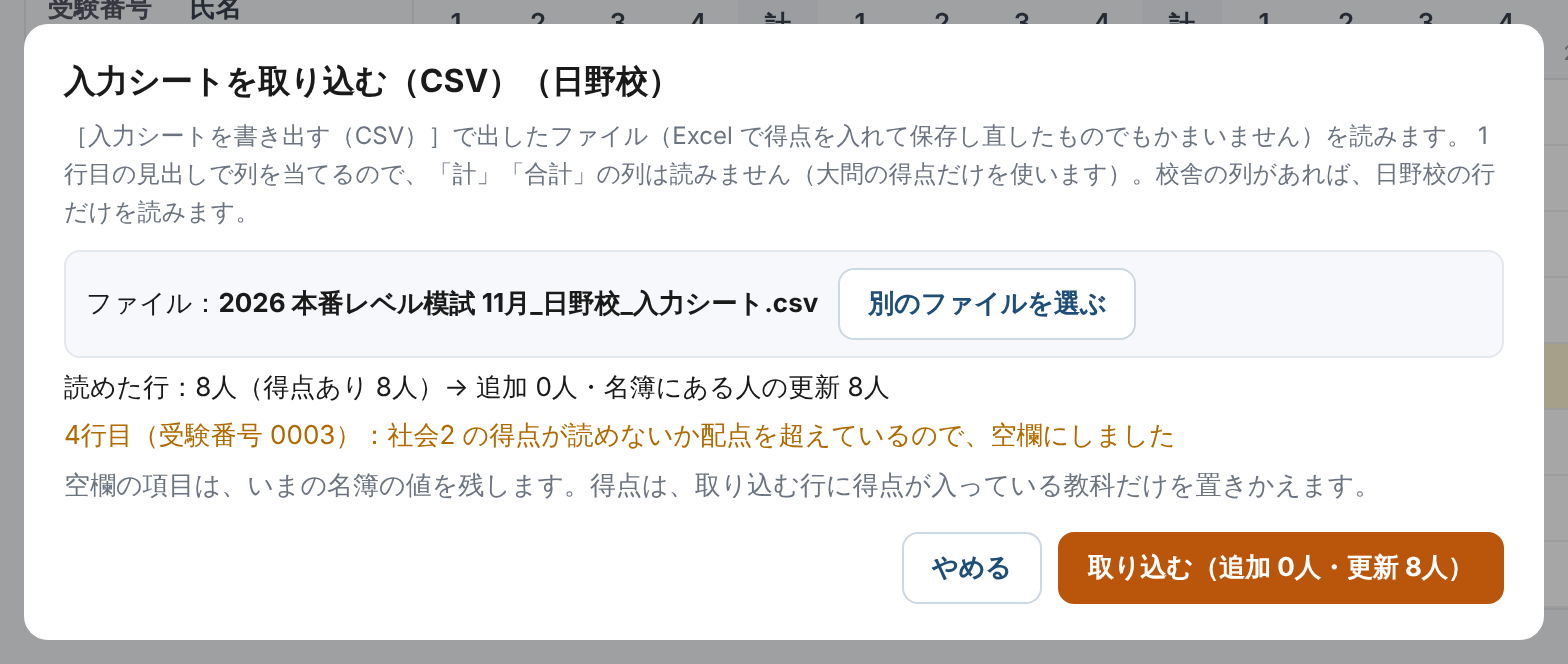 受験番号 氏名 1 2 3 4 計 1 2 3 4 計 1 2 3 4
入力シートを取り込む（CSV）（日野校）
［入力シートを書き出す（CSV）］で出したファイル（Excel で得点を入れて保存し直したものでもかまいません）を読みます。 1
行目の見出しで列を当てるので、「計」「合計」の列は読みません（大問の得点だけを使います）。校舎の列があれば、日野校の行
だけを読みます。
ファイル：2026 本番レベル模試 11月_日野校_入力シート.csv 別のファイルを選ぶ
読めた行：8人（得点あり 8人）→ 追加 0人・名簿にある人の更新 8人
4行目（受験番号 0003）：社会2 の得点が読めないか配点を超えているので、空欄にしました
空欄の項目は、いまの名簿の値を残します。得点は、取り込む行に得点が入っている教科だけを置きかえます。
やめる 取り込む（追加 0人・更新 8人）